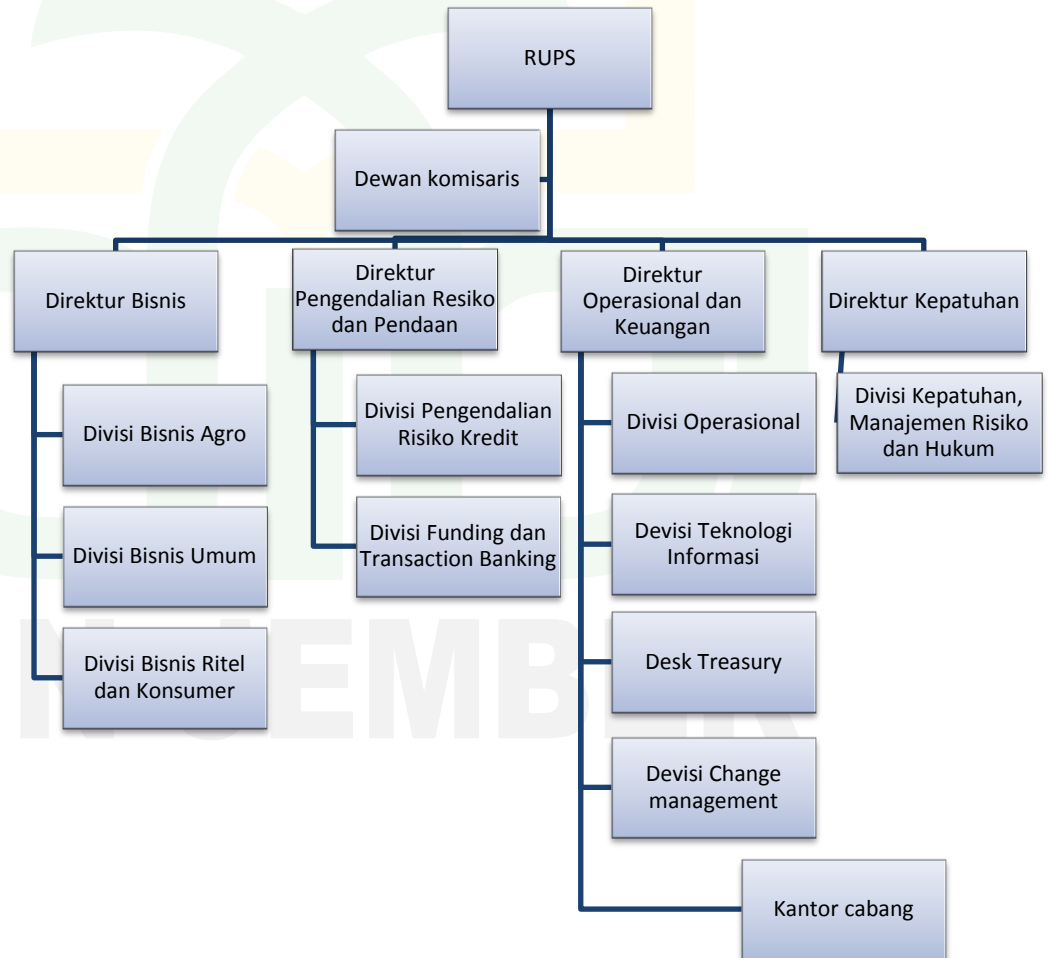 RUPS
Dewan komisaris
Direktur Bisnis
Direktur
Pengendalian Resiko
dan Pendaan
Direktur
Operasional dan
Keuangan
Direktur Kepatuhan
Divisi Bisnis Agro
Divisi Bisnis Umum
Divisi Bisnis Ritel
dan Konsumer
Divisi Pengendalian
Risiko Kredit
Divisi Funding dan
Transaction Banking
Divisi Operasional
Devisi Teknologi
Informasi
Desk Treasury
Devisi Change
management
Kantor cabang
Divisi Kepatuhan,
Manajemen Risiko
dan Hukum
N JEMBER